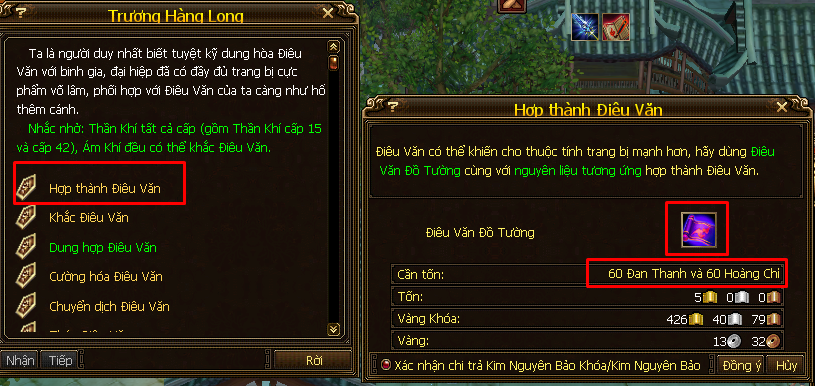 Trương Hàng Long
Ta là người duy nhất biết tuyệt kỹ dung hòa Điêu
Văn với binh gia, đại hiệp đã có đầy đủ trang bị cực
phẩm võ lâm, phối hợp với Điêu Văn của ta càng như hổ
thêm cánh.
Nhắc nhở: Thần Khí tất cả cấp (gồm Thần Khí cấp 15
và cấp 42), Ám Khí đều có thể khắc Điêu Văn.
Hợp thành Điêu Văn
Khắc Điêu Văn
Dung hợp Điêu Văn
Cường hóa Điêu Văn
Chuyển dịch Điêu Văn
Nhận
Tiếp
Rời
Hợp thành Điêu Văn
Điêu Văn có thể khiến cho thuộc tính trang bị mạnh hơn, hãy dùng Điêu
Văn Đồ Tường cùng với nguyên liệu tương ứng hợp thành Điêu Văn.
Điêu Văn Đồ Tường
Cần tốn: 60 Đan Thanh và 60 Hoàng Chỉ
Tốn: 5 0 0
Vàng Khóa: 426 40 79
Vàng: 13 32
Xác nhận chi trả Kim Nguyên Bảo Khóa/Kim Nguyên Bảo
Đồng ý
Hủy